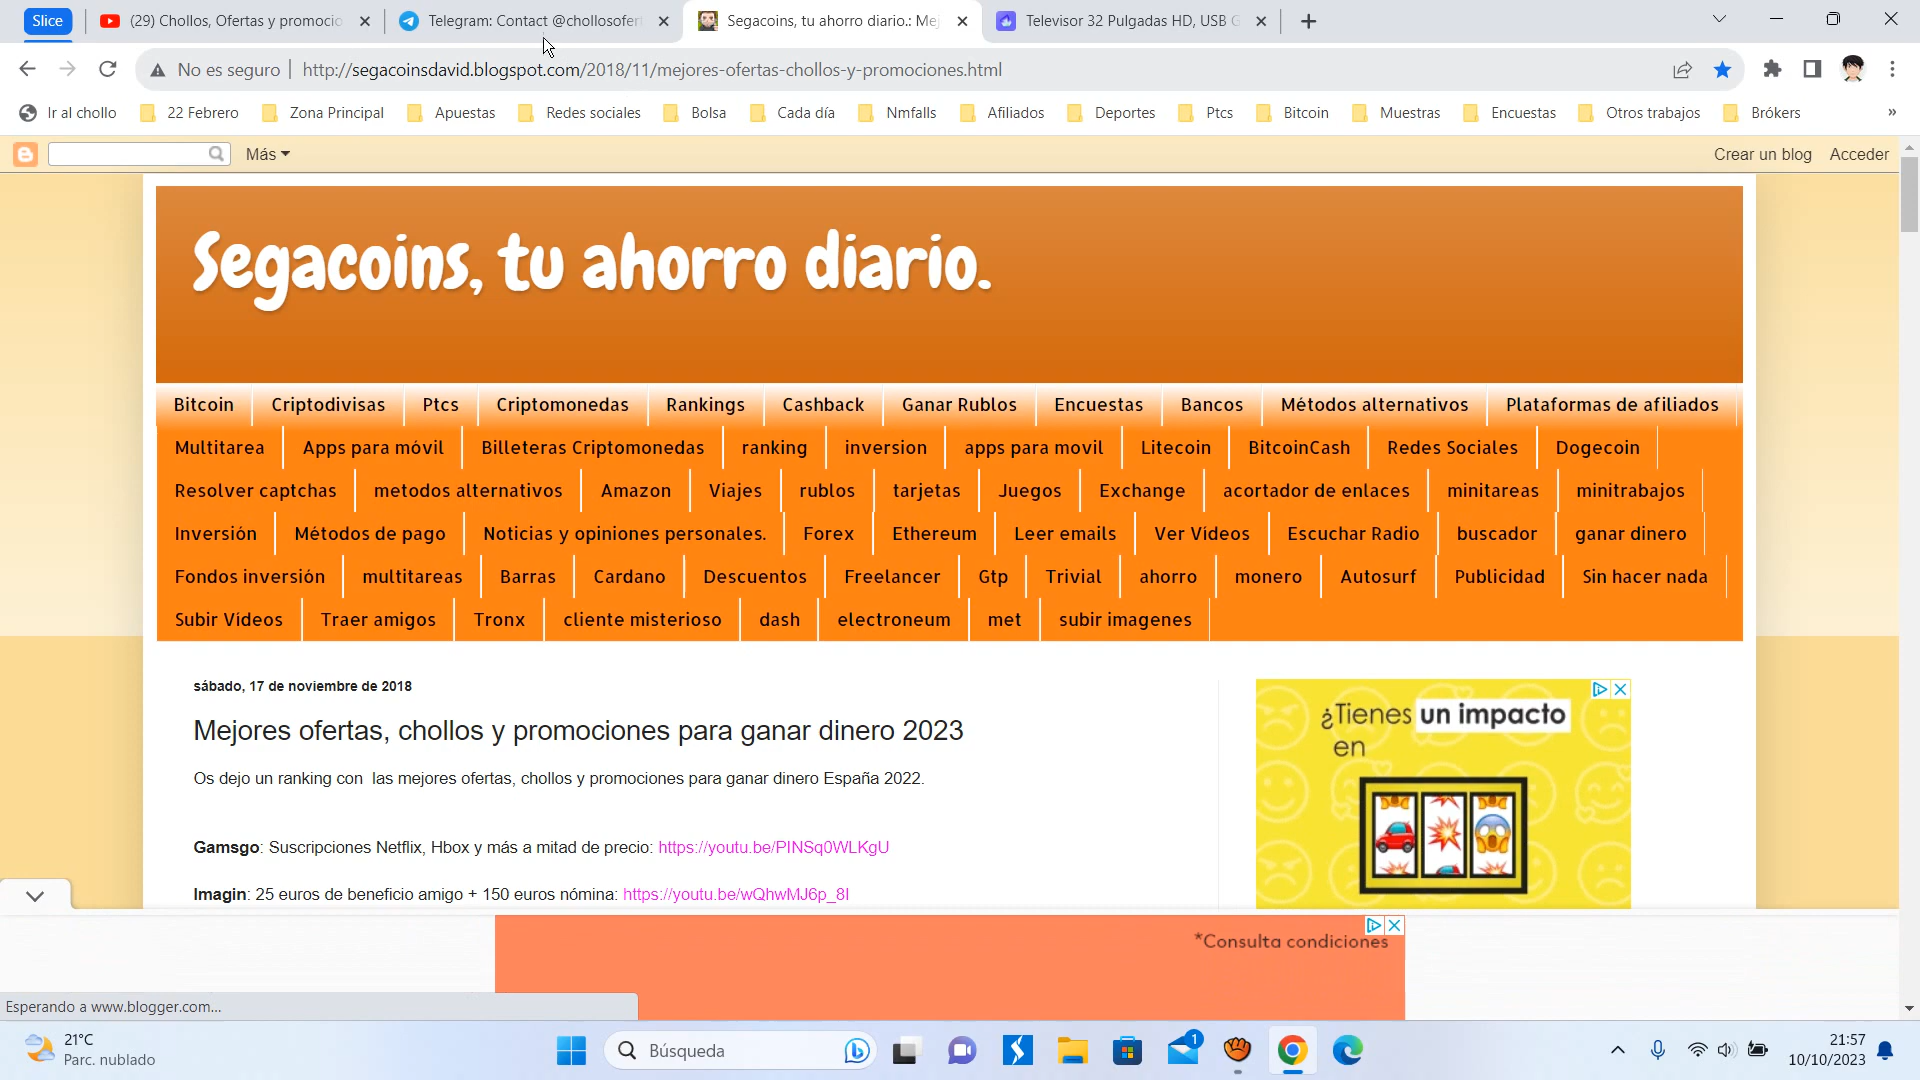 Slice
(29) Chollos, Ofertas y promocio
Telegram: Contact @chollosofert
Segacoins, tu ahorro diario.: Mej
Televisor 32 Pulgadas HD, USB G
No es seguro
http://segacoinsdavid.blogspot.com/2018/11/mejores-ofertas-chollos-y-promociones.html
Ir al chollo 22 Febrero Zona Principal Apuestas Redes sociales Bolsa Cada día Nmfalls Afiliados Deportes Ptcs Bitcoin Muestras Encuestas Otros trabajos Brókers »
Más
Crear un blog Acceder
Segacoins, tu ahorro diario.
Bitcoin Criptodivisas Ptcs Criptomonedas Rankings Cashback Ganar Rublos Encuestas Bancos Métodos alternativos Plataformas de afiliados
Multitarea Apps para móvil Billeteras Criptomonedas ranking inversion apps para movil Litecoin BitcoinCash Redes Sociales Dogecoin
Resolver captchas metodos alternativos Amazon Viajes rublos tarjetas Juegos Exchange acortador de enlaces minitareas minitrabajos
Inversión Métodos de pago Noticias y opiniones personales. Forex Ethereum Leer emails Ver Vídeos Escuchar Radio buscador ganar dinero
Fondos inversión multitareas Barras Cardano Descuentos Freelancer Gtp Trivial ahorro monero Autosurf Publicidad Sin hacer nada
Subir Vídeos Traer amigos Tronx cliente misterioso dash electroneum met subir imagenes
sábado, 17 de noviembre de 2018
Mejores ofertas, chollos y promociones para ganar dinero 2023
Os dejo un ranking con las mejores ofertas, chollos y promociones para ganar dinero España 2022.
Gamsgo: Suscripciones Netflix, Hbox y más a mitad de precio: https://youtu.be/PINSq0WLKgU
Imagin: 25 euros de beneficio amigo + 150 euros nómina: https://youtu.be/wQhwMJ6p_8I
¿Tienes un impacto
en
*Consulta condiciones
Esperando a www.blogger.com...
21°C
Parc. nublado
Búsqueda
1
21:57
10/10/2023